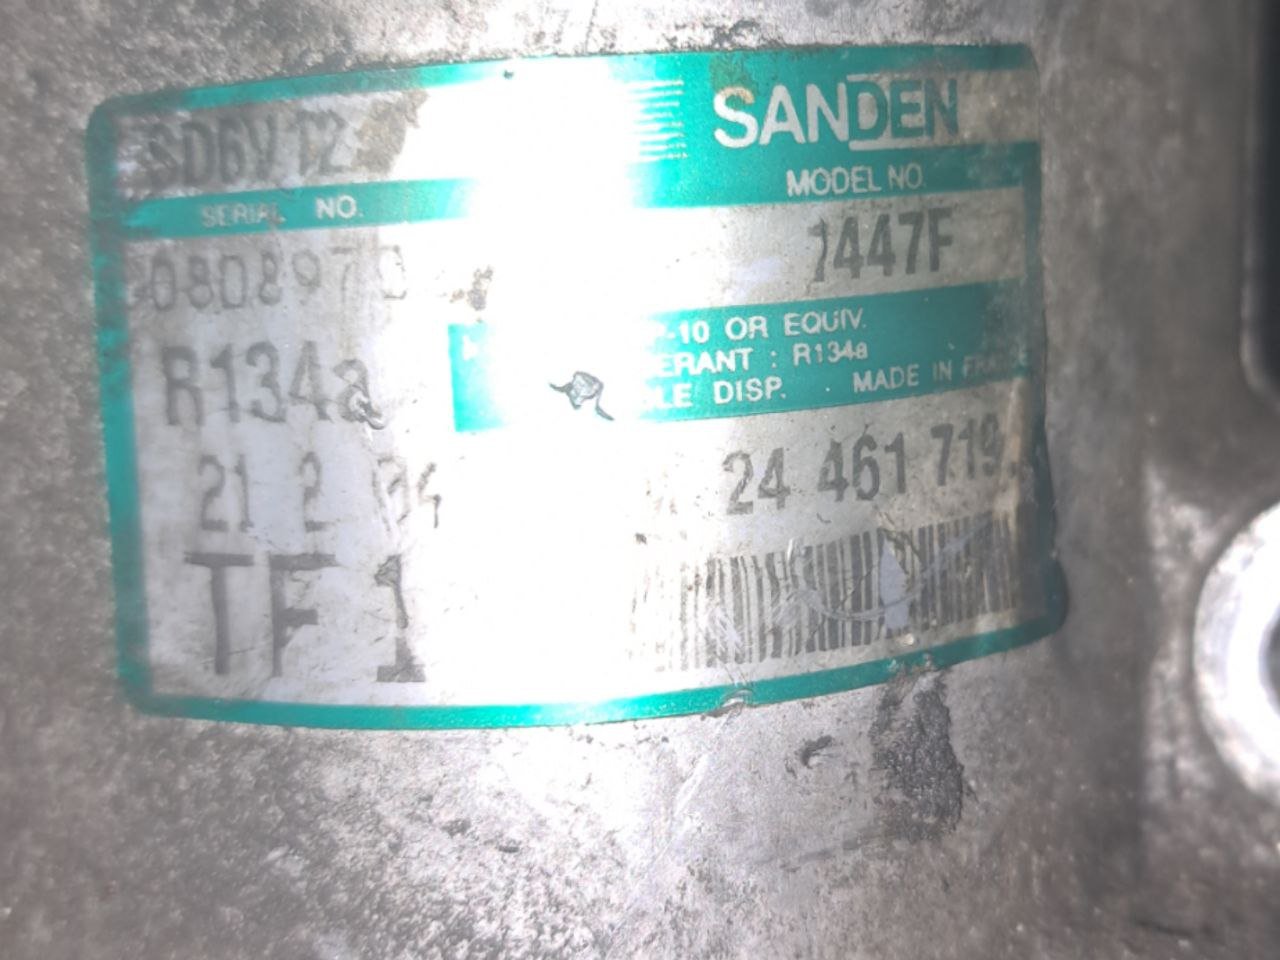 SANDEN
SD6V12
MODEL NO.
SERIAL NO.
1447F
P-10 OR EQUIV.
ERANT : R134a
R134a
LE DISP. MADE IN
21 2
24 461 719
TF 1